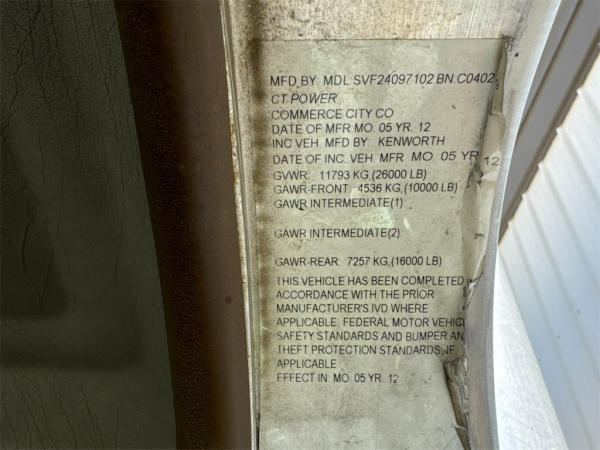 MFD BY: MDL SVF24097102 BN.C0402
CT POWER
COMMERCE CITY CO
DATE OF MFR MO. 05 YR. 12
INC VEH. MFD BY: KENWORTH
DATE OF INC. VEH. MFR MO. 05 YR 12
GVWR: 11793 KG,(26000 LB)
GAWR-FRONT: 4536 KG,(10000 LB)
GAWR INTERMEDIATE(1)
GAWR INTERMEDIATE(2)
GAWR-REAR: 7257 KG,(16000 LB)
THIS VEHICLE HAS BEEN COMPLETED
ACCORDANCE WITH THE PRIOR
MANUFACTURER'S IVD WHERE
APPLICABLE. FEDERAL MOTOR VEHIC
SAFETY STANDARDS AND BUMPER AN
THEFT PROTECTION STANDARDS, IF
APPLICABLE
EFFECT IN: MO. 05 YR. 12